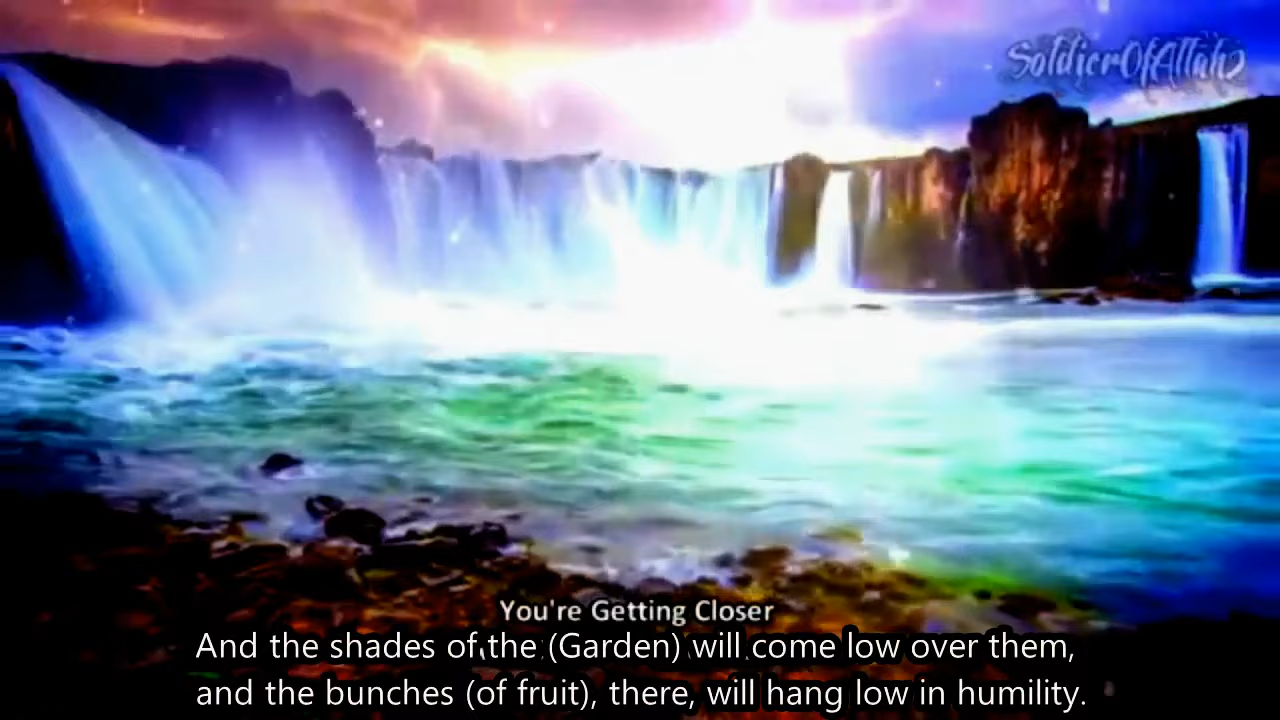 SoldierOfAllah2
You're Getting Closer
And the shades of the (Garden) will come low over them,
and the bunches (of fruit), there, will hang low in humility.